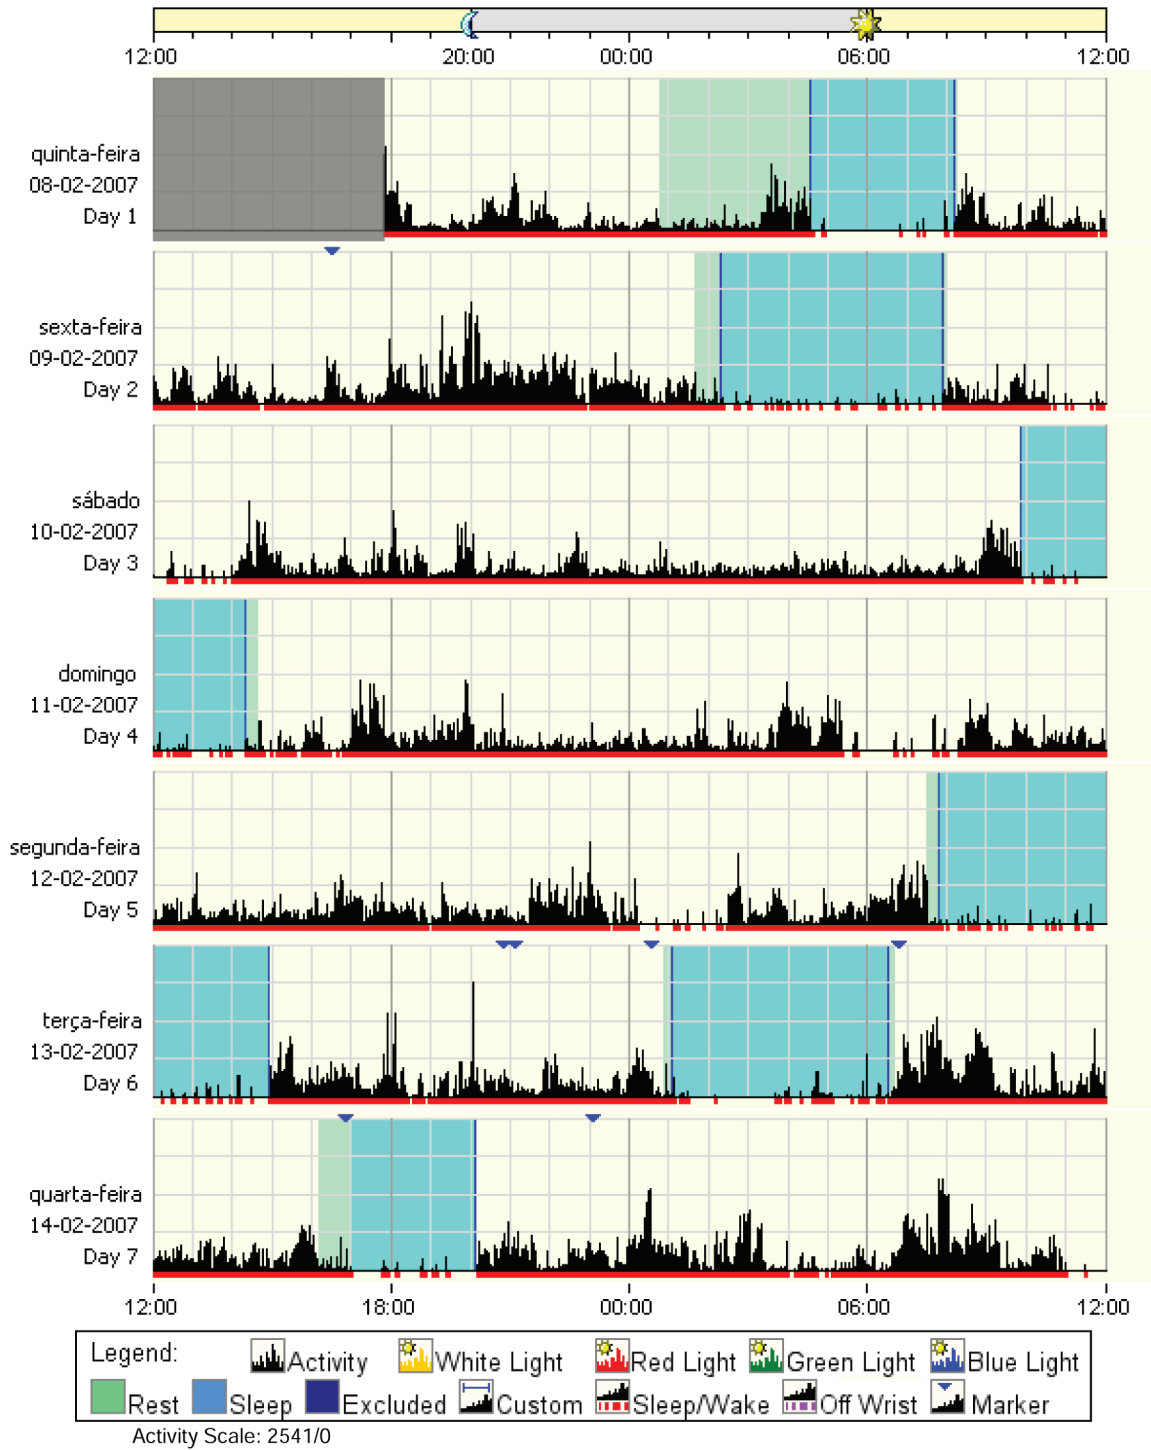 12:00 20:00 00:00 06:00 12:00
quinta-feira
08-02-2007
Day 1
sexta-feira
09-02-2007
Day 2
sábado
10-02-2007
Day 3
domingo
11-02-2007
Day 4
segunda-feira
12-02-2007
Day 5
terça-feira
13-02-2007
Day 6
quarta-feira
14-02-2007
Day 7
12:00 18:00 00:00 06:00 12:00
Legend: Activity White Light Red Light Green Light Blue Light
Rest Sleep Excluded Custom Sleep/Wake Off Wrist Marker
Activity Scale: 2541/0